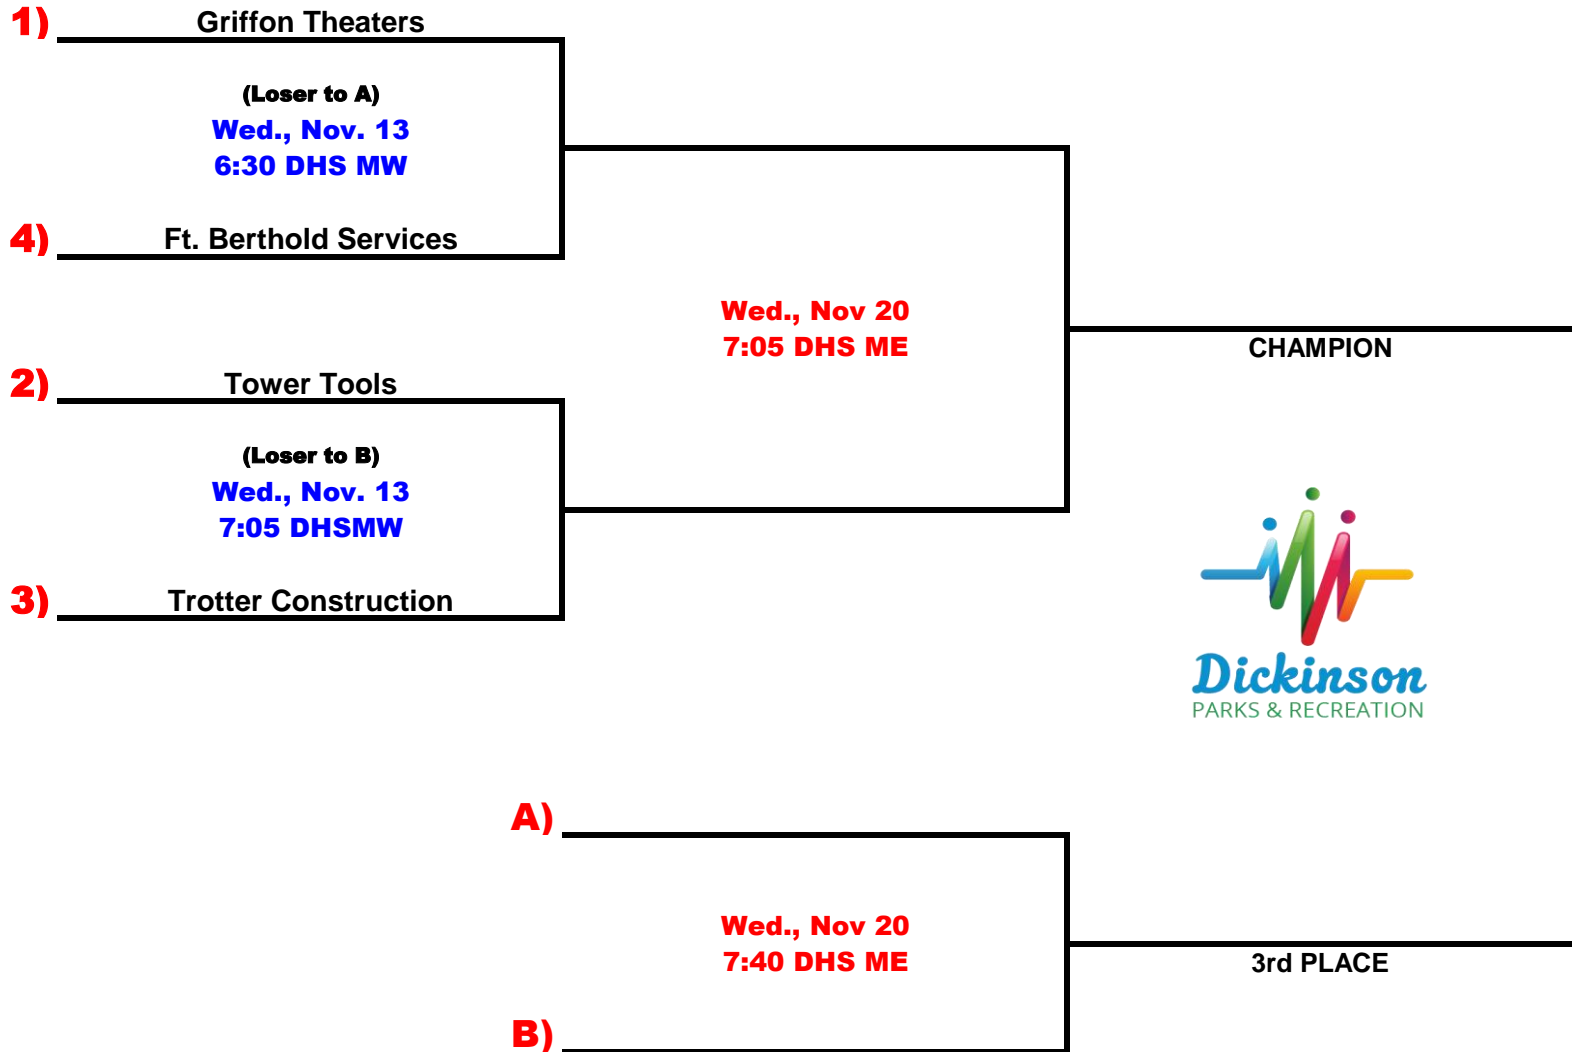 1) Griffon Theaters
(Loser to A)
Wed., Nov. 13
6:30 DHS MW
4) Ft. Berthold Services
Wed., Nov 20
7:05 DHS ME
CHAMPION
2) Tower Tools
(Loser to B)
Wed., Nov. 13
7:05 DHSMW
3) Trotter Construction
Dickinson
PARKS & RECREATION
A)
Wed., Nov 20
7:40 DHS ME
3rd PLACE
B)